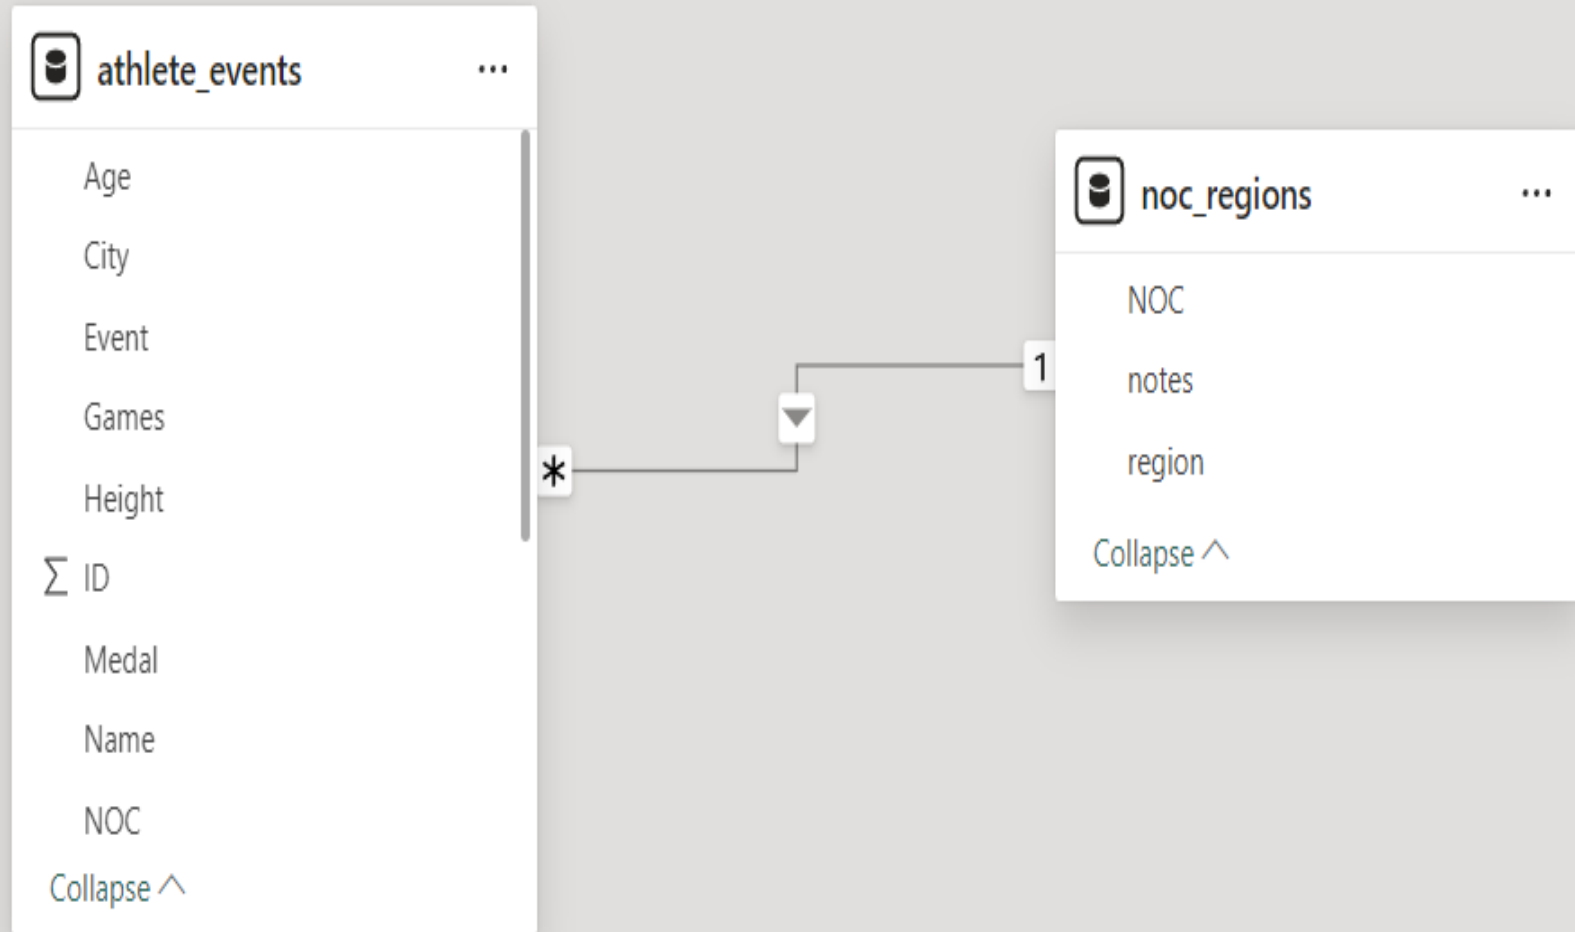 athlete_events
Age
City
Event
Games
Height
∑ ID
Medal
Name
NOC
Collapse
*
1
noc_regions
NOC
notes
region
Collapse